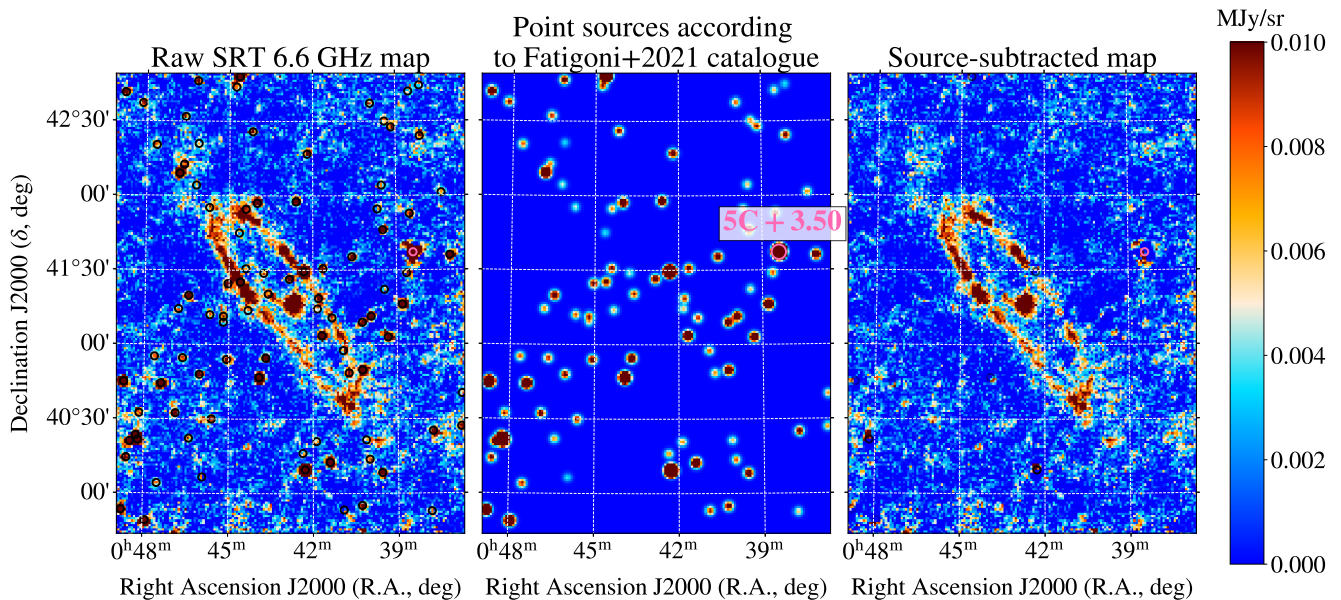 Raw SRT 6.6 GHz map
Point sources according
to Fatigoni+2021 catalogue
Source-subtracted map
MJy/sr
Declination J2000 (δ, deg)
42°30'
00'
41°30'
00'
40°30'
00'
5C + 3.50
0.010
0.008
0.006
0.004
0.002
0.000
0ʰ48ᵐ 45ᵐ 42ᵐ 39ᵐ
0ʰ48ᵐ 45ᵐ 42ᵐ 39ᵐ
0ʰ48ᵐ 45ᵐ 42ᵐ 39ᵐ
Right Ascension J2000 (R.A., deg)
Right Ascension J2000 (R.A., deg)
Right Ascension J2000 (R.A., deg)